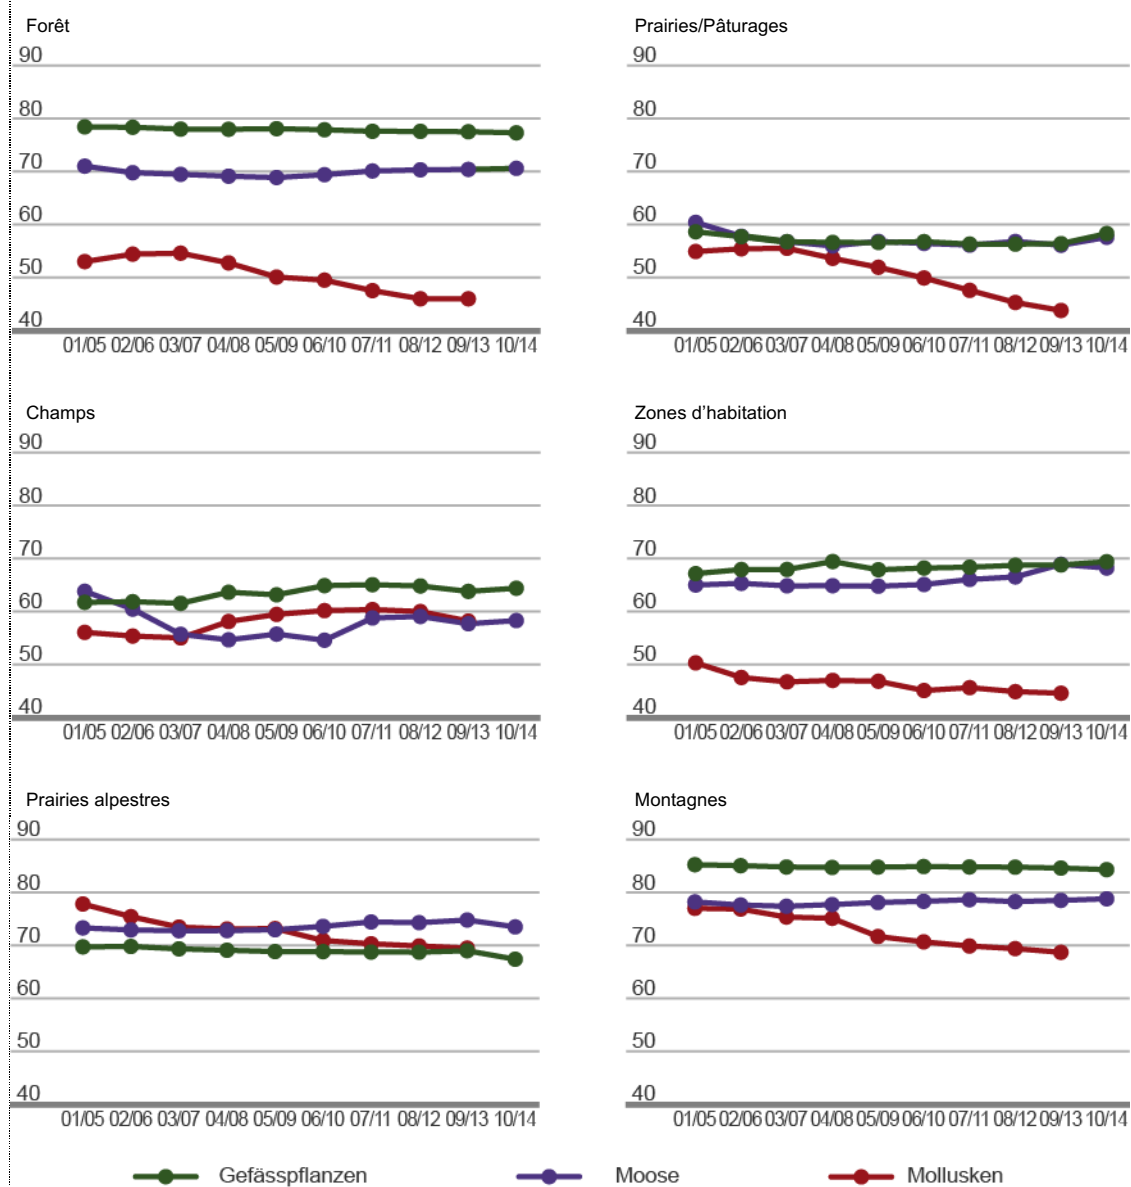 Forêt
90
80
70
60
50
40
01/05 02/06 03/07 04/08 05/09 06/10 07/11 08/12 09/13 10/14
Prairies/Pâturages
90
80
70
60
50
40
01/05 02/06 03/07 04/08 05/09 06/10 07/11 08/12 09/13 10/14
Champs
90
80
70
60
50
40
01/05 02/06 03/07 04/08 05/09 06/10 07/11 08/12 09/13 10/14
Zones d’habitation
90
80
70
60
50
40
01/05 02/06 03/07 04/08 05/09 06/10 07/11 08/12 09/13 10/14
Prairies alpestres
90
80
70
60
50
40
01/05 02/06 03/07 04/08 05/09 06/10 07/11 08/12 09/13 10/14
Montagnes
90
80
70
60
50
40
01/05 02/06 03/07 04/08 05/09 06/10 07/11 08/12 09/13 10/14
Gefässpflanzen Moose Mollusken